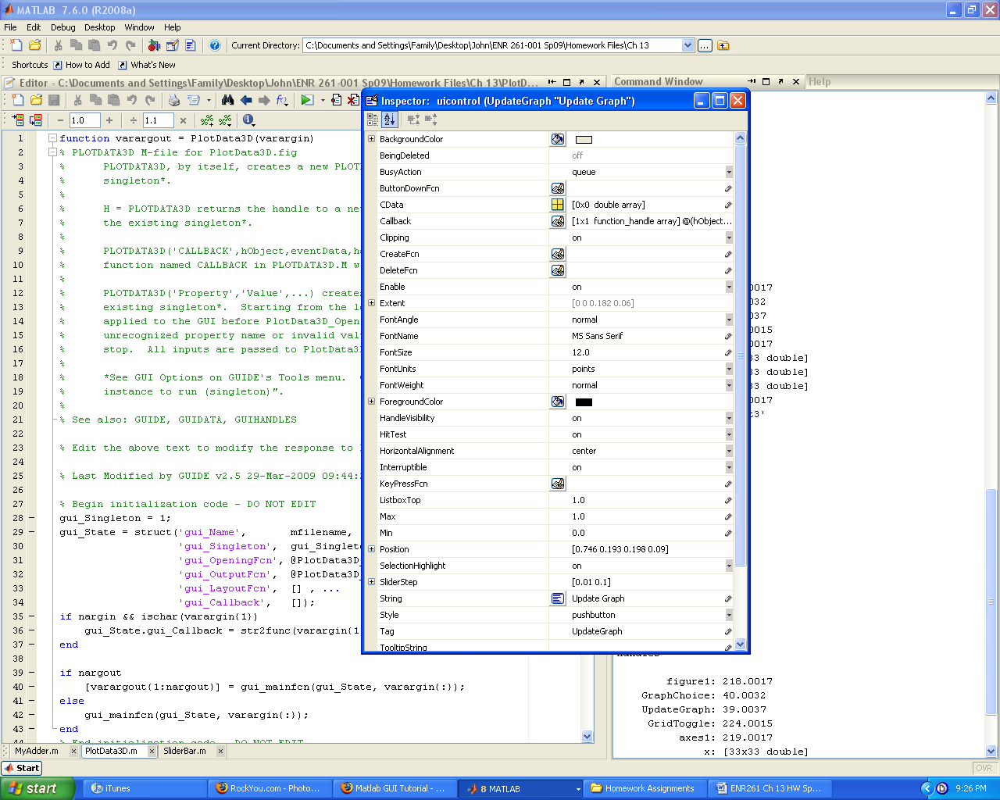 MATLAB 7.6.0 (R2008a)
File Edit Debug Desktop Window Help
Current Directory: C:\Documents and Settings\Family\Desktop\John\ENR 261-001 Sp09\Homework Files\Ch 13
Shortcuts How to Add What's New
Editor - C:\Documents and Settings\Family\Desktop\John\ENR 261-001 Sp09\Homework Files\Ch 13\PlotD...
Command Window
Help
1.0
1.1
1 function varargout = PlotData3D(varargin)
2 % PLOTDATA3D M-file for PlotData3D.fig
3 % PLOTDATA3D, by itself, creates a new PLOT
4 % singleton*.
5 %
6 % H = PLOTDATA3D returns the handle to a ne
7 % the existing singleton*.
8 %
9 % PLOTDATA3D('CALLBACK',hObject,eventData,ha
10 % function named CALLBACK in PLOTDATA3D.M w
11 %
12 % PLOTDATA3D('Property','Value',...) create
13 % existing singleton*. Starting from the le
14 % applied to the GUI before PlotData3D_Open
15 % unrecognized property name or invalid val
16 % stop. All inputs are passed to PlotData3
17 %
18 % *See GUI Options on GUIDE's Tools menu.
19 % instance to run (singleton)".
20 %
21 % See also: GUIDE, GUIDATA, GUIHANDLES
22
23 % Edit the above text to modify the response to
24
25 % Last Modified by GUIDE v2.5 29-Mar-2009 09:44:
26
27 % Begin initialization code - DO NOT EDIT
28 gui_Singleton = 1;
29 gui_State = struct('gui_Name', mfilename,
30 'gui_Singleton', gui_Singleto
31 'gui_OpeningFcn', @PlotData3D_
32 'gui_OutputFcn', @PlotData3D_
33 'gui_LayoutFcn', [] , ...
34 'gui_Callback', []);
35 if nargin && ischar(varargin{1})
36 gui_State.gui_Callback = str2func(varargin{1
37 end
38
39 if nargout
40 [varargout{1:nargout}] = gui_mainfcn(gui_State, varargin{:});
41 else
42 gui_mainfcn(gui_State, varargin{:});
43 end
44 % End initialization code - DO NOT EDIT
MyAdder.m PlotData3D.m SliderBar.m
Inspector: uicontrol (UpdateGraph "Update Graph")
BackgroundColor
BeingDeleted off
BusyAction queue
ButtonDownFcn
CData [0x0 double array]
Callback [1x1 function_handle array] @(hObject...
Clipping on
CreateFcn
DeleteFcn
Enable on
Extent [0 0 0.182 0.06]
FontAngle normal
FontName MS Sans Serif
FontSize 12.0
FontUnits points
FontWeight normal
ForegroundColor
HandleVisibility on
HitTest on
HorizontalAlignment center
Interruptible on
KeyPressFcn
ListboxTop 1.0
Max 1.0
Min 0.0
Position [0.746 0.193 0.198 0.09]
SelectionHighlight on
SliderStep [0.01 0.1]
String Update Graph
Style pushbutton
Tag UpdateGraph
TooltipString
.0017
032
037
.0015
.0017
33 double]
33 double]
33 double]
.0017
t3'
handles
figure1: 218.0017
GraphChoice: 40.0032
UpdateGraph: 39.0037
GridToggle: 224.0015
axes1: 219.0017
x: [33x33 double]
Start
OVR
start iTunes RockYou.com - Photo... Matlab GUI Tutorial - ... 8 MATLAB Homework Assignments ENR261 Ch 13 HW Sp... 9:26 PM